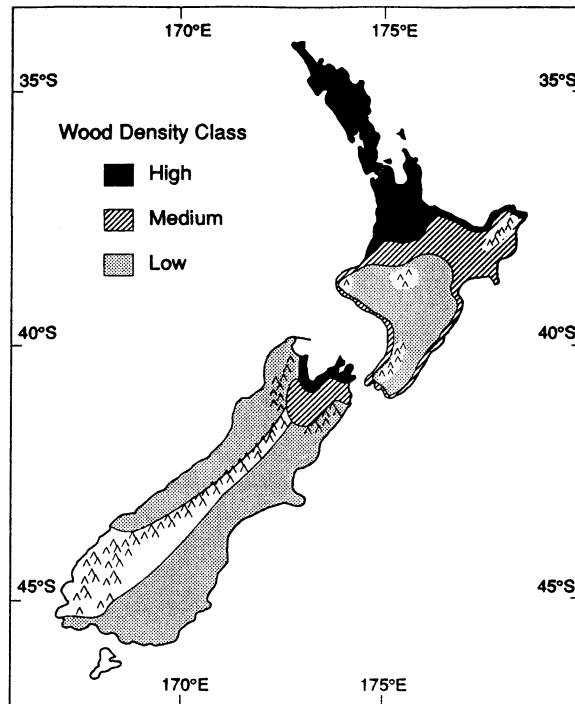 170°E 175°E
35°S 35°S
Wood Density Class
High
Medium
Low
40°S 40°S
45°S 45°S
170°E 175°E